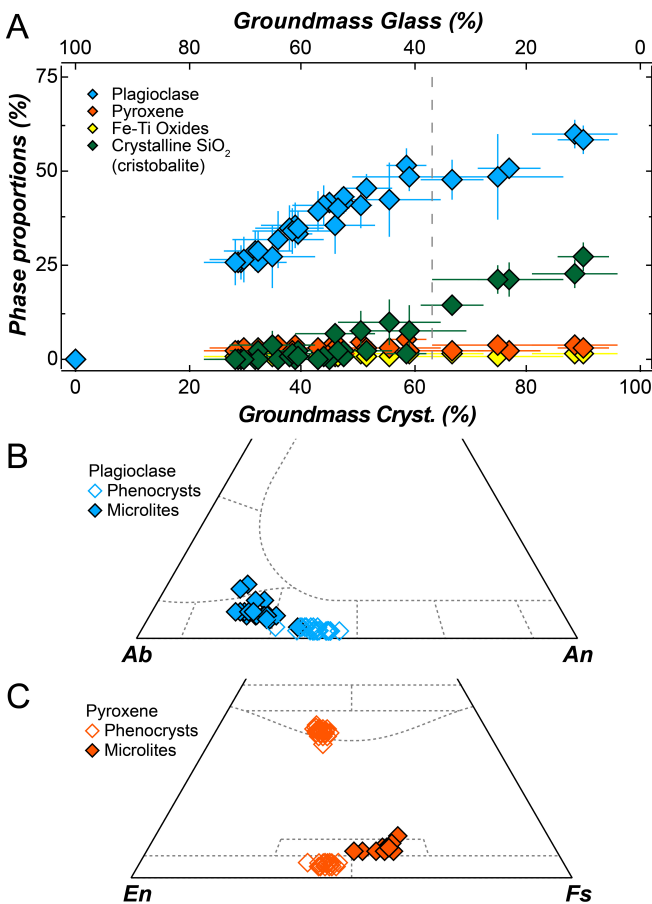 A
Groundmass Glass (%)
100 80 60 40 20 0
Phase proportions (%)
75
50
25
0
Plagioclase
Pyroxene
Fe-Ti Oxides
Crystalline SiO₂
(cristobalite)
0 20 40 60 80 100
Groundmass Cryst. (%)
B
Plagioclase
Phenocrysts
Microlites
Ab An
C
Pyroxene
Phenocrysts
Microlites
En Fs